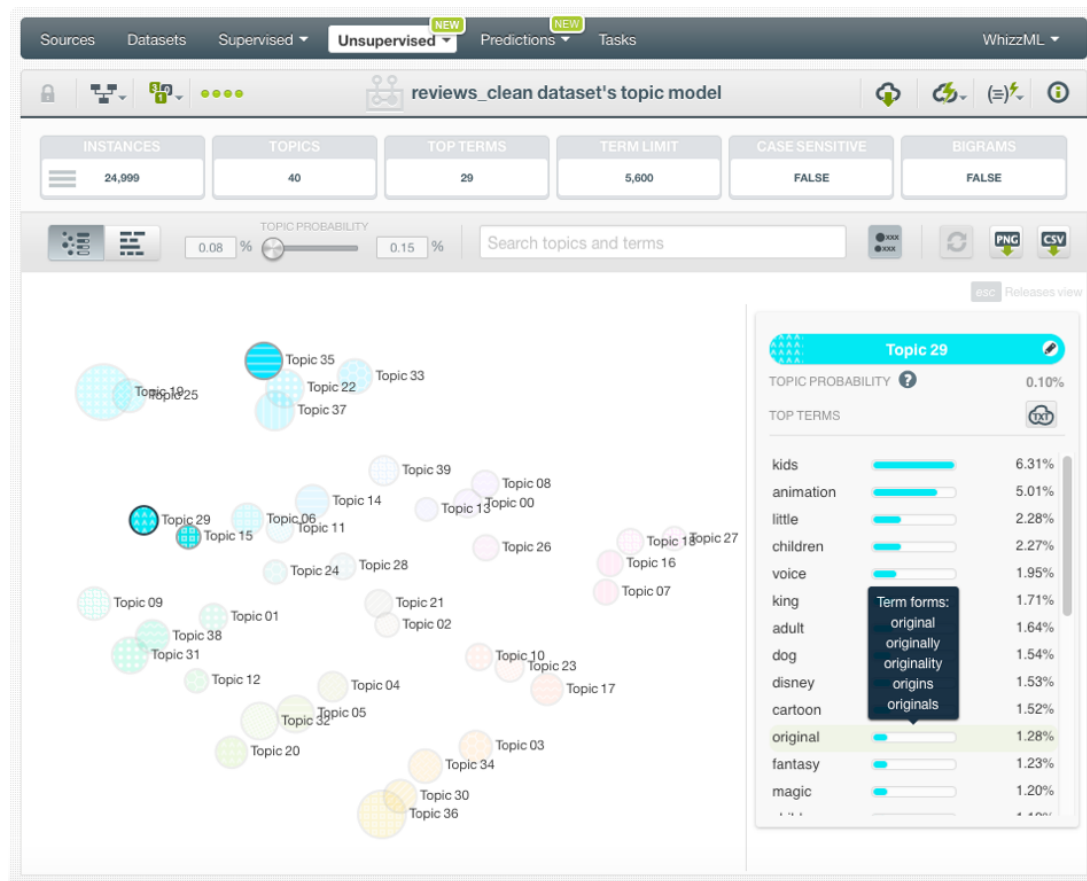 NEW NEW
Sources Datasets Supervised Unsupervised Predictions Tasks WhizzML
reviews_clean dataset's topic model
INSTANCES TOPICS TOP TERMS TERM LIMIT CASE SENSITIVE BIGRAMS
24,999 40 29 5,600 FALSE FALSE
TOPIC PROBABILITY
0.08 % 0.15 % Search topics and terms PNG CSV
esc Releases view
Topic 35
Topic 33
Topic 19
Topic 25
Topic 22
Topic 37
Topic 39
Topic 08
Topic 14
Topic 00
Topic 13
Topic 29
Topic 06
Topic 11
Topic 15
Topic 26
Topic 18
Topic 27
Topic 16
Topic 24
Topic 28
Topic 07
Topic 09
Topic 21
Topic 01
Topic 02
Topic 38
Topic 31
Topic 10
Topic 23
Topic 12
Topic 04
Topic 17
Topic 05
Topic 32
Topic 20
Topic 03
Topic 34
Topic 30
Topic 36
Topic 29
TOPIC PROBABILITY ? 0.10%
TOP TERMS TXT
kids 6.31%
animation 5.01%
little 2.28%
children 2.27%
voice 1.95%
king 1.71%
adult 1.64%
dog 1.54%
disney 1.53%
cartoon 1.52%
original 1.28%
fantasy 1.23%
magic 1.20%
Term forms:
original
originally
originality
origins
originals